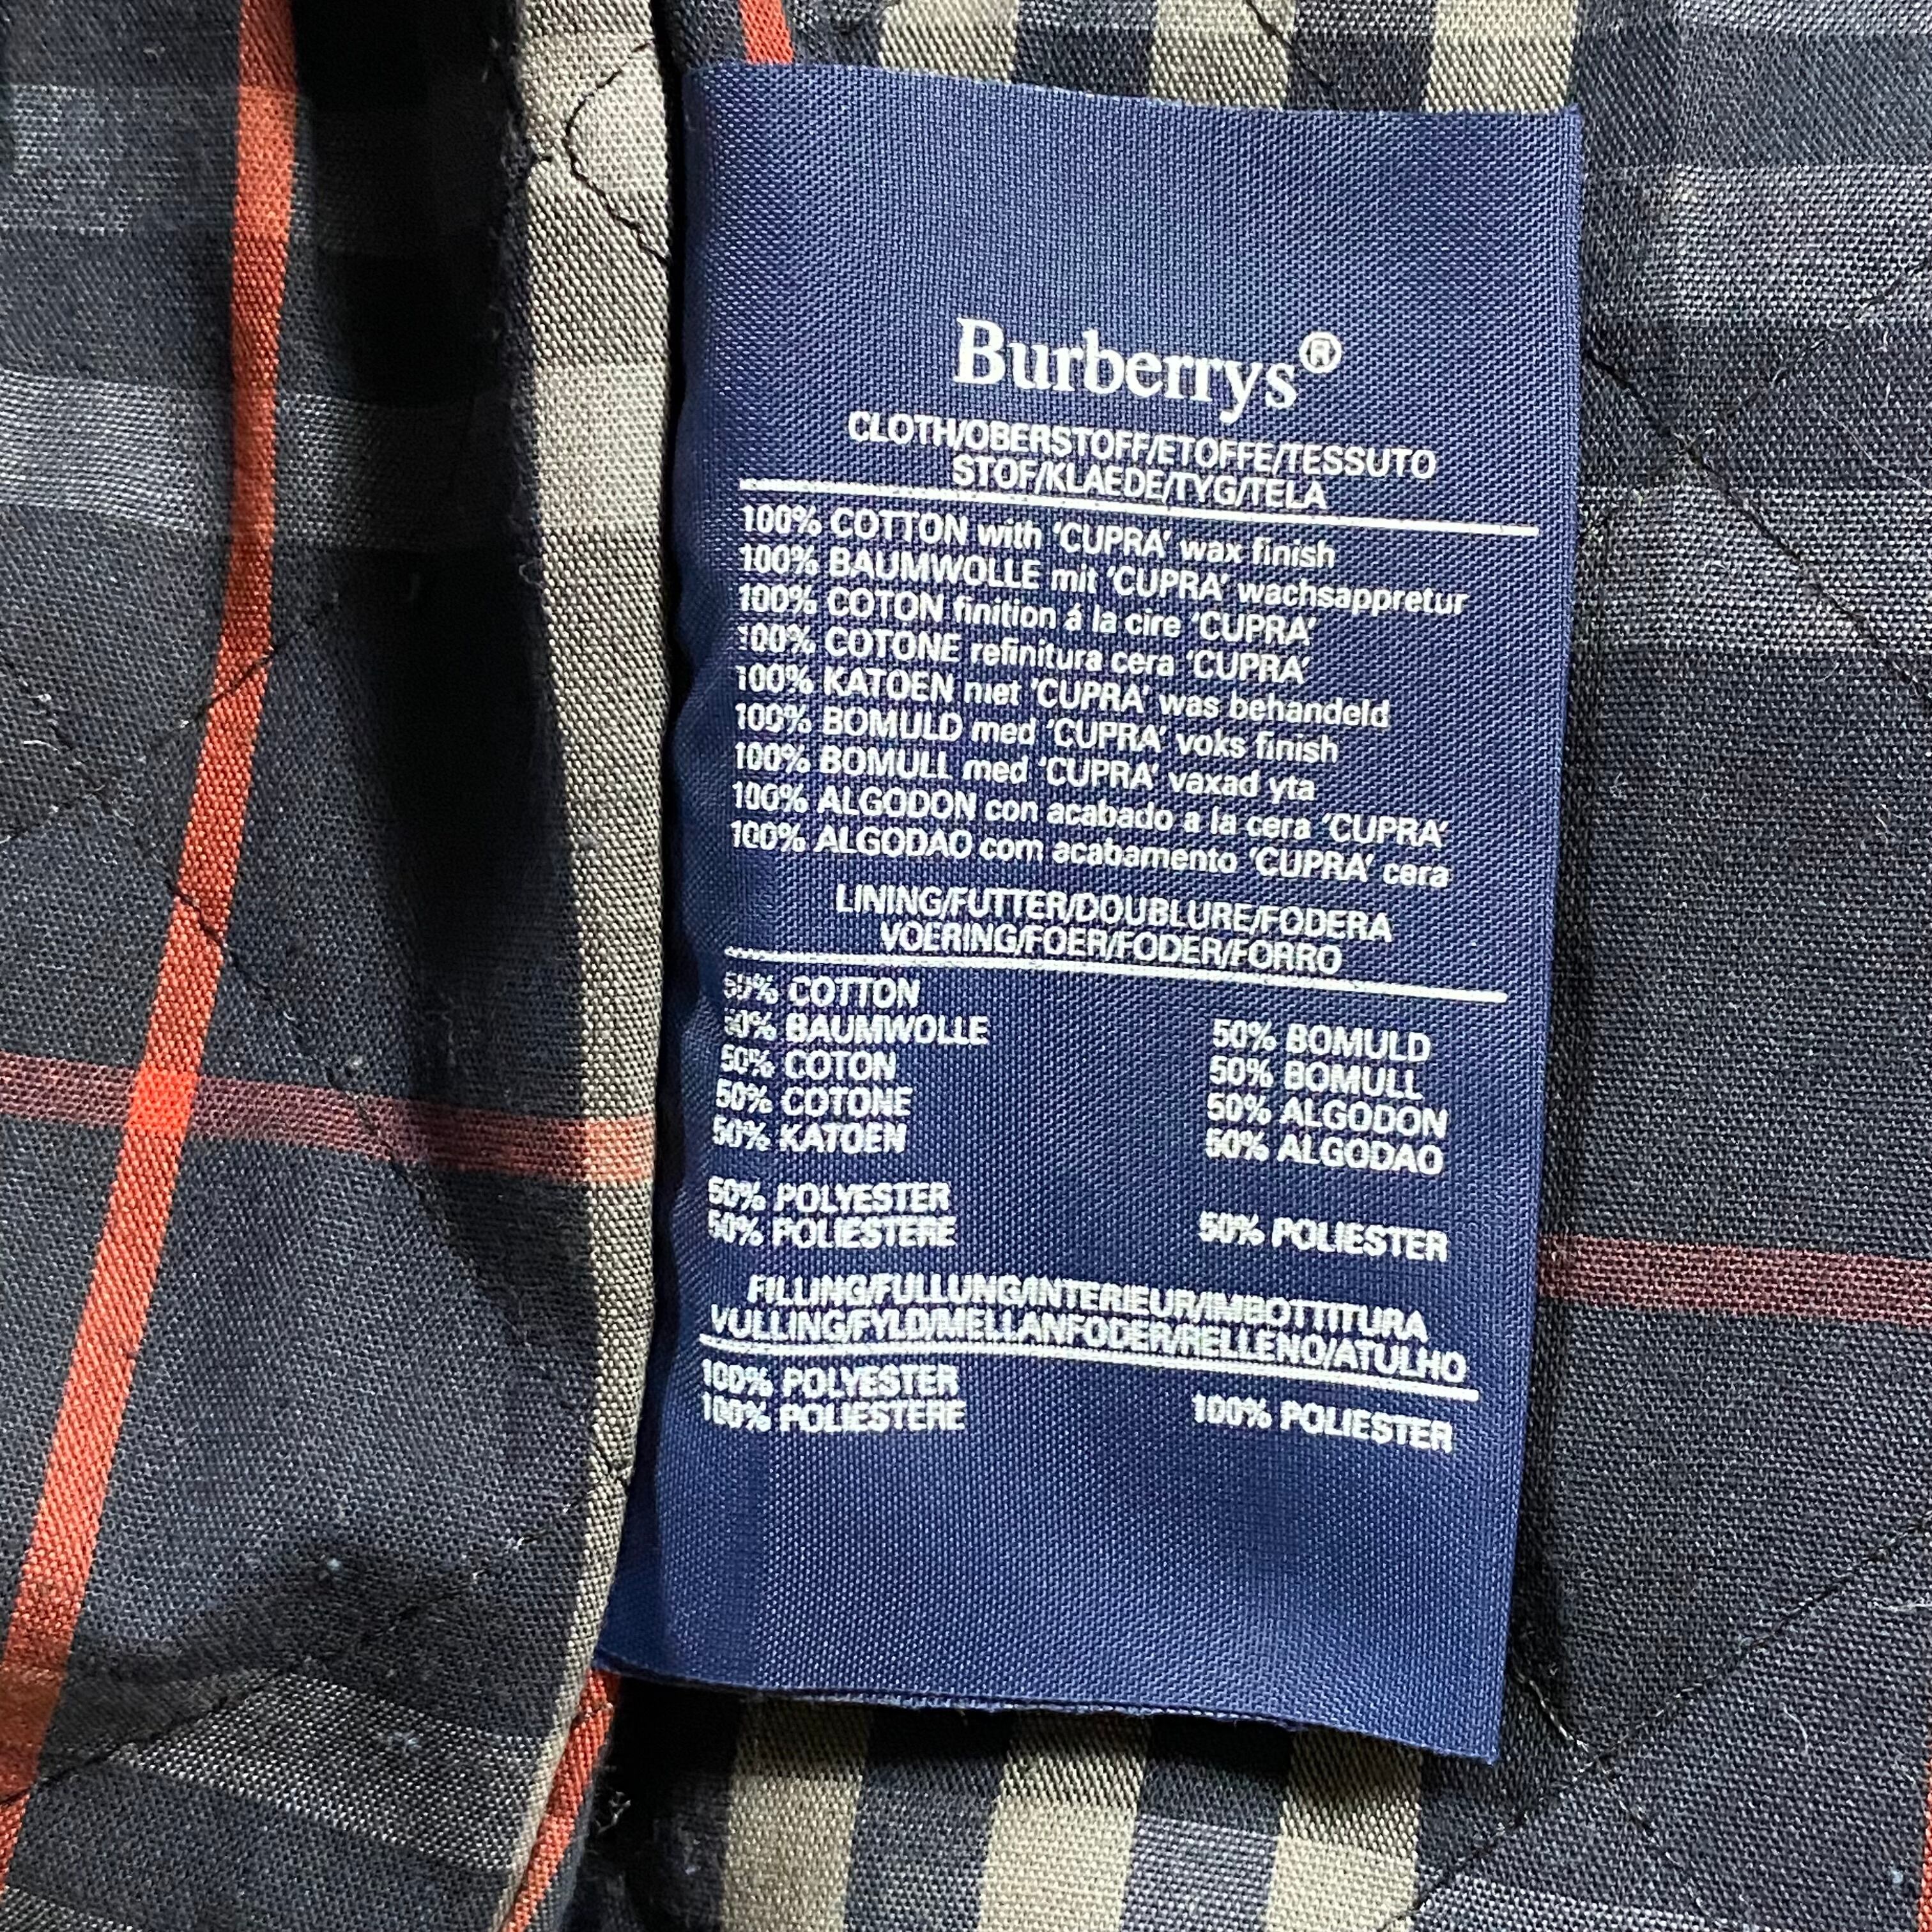 Burberrys®
CLOTH/OBERSTOFF/ETOFFE/TESSUTO
STOF/KLAEDE/TYG/TELA
100% COTTON with 'CUPRA' wax finish
100% BAUMWOLLE mit 'CUPRA' wachsappretur
100% COTON finition á la cire 'CUPRA'
100% COTONE refinitura cera 'CUPRA'
100% KATOEN met 'CUPRA' was behandeld
100% BOMULD med 'CUPRA' voks finish
100% BOMULL med 'CUPRA' vaxad yta
100% ALGODON con acabado a la cera 'CUPRA'
100% ALGODAO com acabamento 'CUPRA' cera
LINING/FUTTER/DOUBLURE/FODERA
VOERING/FOER/FODER/FORRO
50% COTTON
50% BAUMWOLLE
50% COTON
50% COTONE
50% KATOEN
50% BOMULD
50% BOMULL
50% ALGODON
50% ALGODAO
50% POLYESTER
50% POLIESTERE
50% POLIESTER
FILLING/FULLUNG/INTERIEUR/IMBOTTITURA
VULLING/FYLD/MELLANFODER/RELLENO/ATULHO
100% POLYESTER
100% POLIESTERE
100% POLIESTER